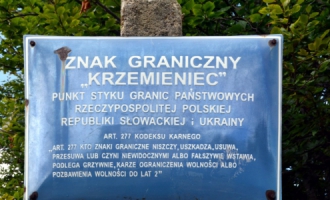 ZNAK GRANICZNY
„KRZEMIENIEC"
PUNKT STYKU GRANIC PAŃSTWOWYCH
RZECZYPOSPOLITEJ POLSKIEJ
REPUBLIKI SŁOWACKIEJ i UKRAINY
ART. 277 KODEKSU KARNEGO
„ART. 277 KTO ZNAKI GRANICZNE NISZCZY, USZKADZA, USUWA,
PRZESUWA LUB CZYNI NIEWIDOCZNYMI ALBO FAŁSZYWIE WSTAWIA,
PODLEGA GRZYWNIE, KARZE OGRANICZENIA WOLNOŚCI ALBO
POZBAWIENIA WOLNOŚCI DO LAT 2"